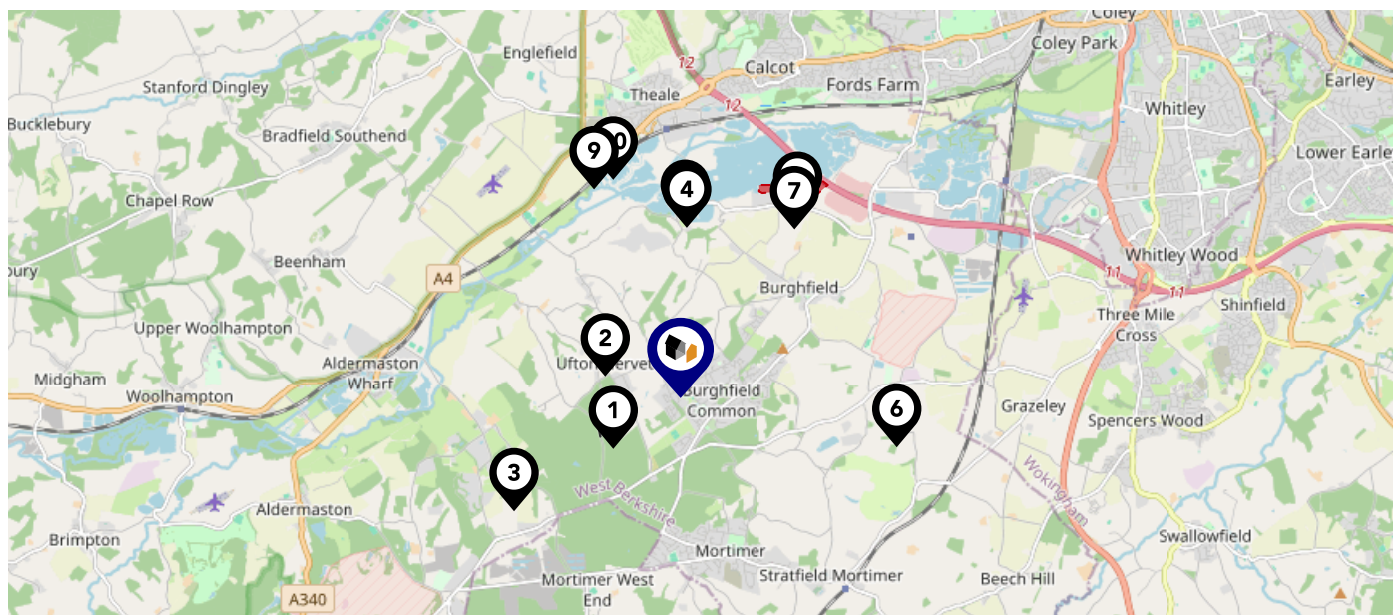 Coley
Coley Park
Englefield
12
Calcot
Earley
Stanford Dingley
Theale
Fords Farm
12
Whitley
Bucklebury
Bradfield Southend
9
0
Lower Earley
4
7
Chapel Row
Beenham
A4
Whitley Wood
bury
11
11
Burghfield
Shinfield
Three Mile
Cross
Upper Woolhampton
2
Aldermaston
Wharf
Midgham
Woolhampton
Burghfield
Common
1
6
Grazeley
Spencers Wood
3
West Berkshire
Wokingham
Aldermaston
Brimpton
Swallowfield
Mortimer
Stratfield Mortimer
Beech Hill
Mortimer West
End
A340